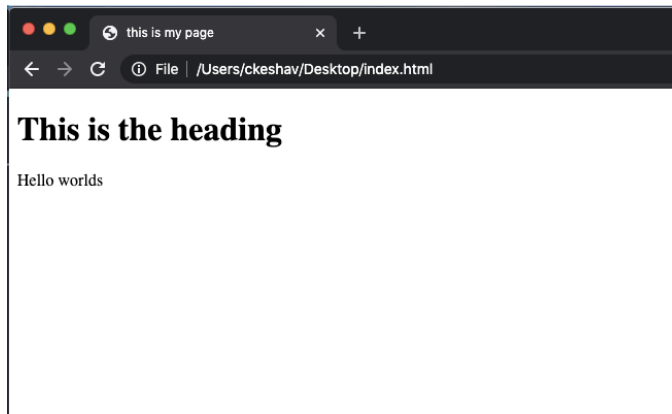 this is my page
File | /Users/ckeshav/Desktop/index.html
This is the heading
Hello worlds